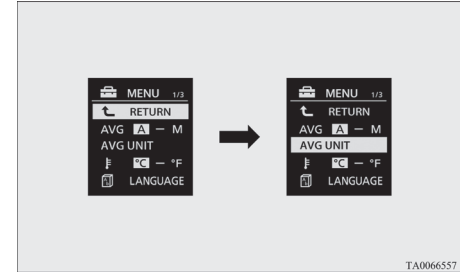 MENU 1/3
RETURN
AVG A – M
AVG UNIT
°C – °F
LANGUAGE
MENU 1/3
RETURN
AVG A – M
AVG UNIT
°C – °F
LANGUAGE
TA0066557